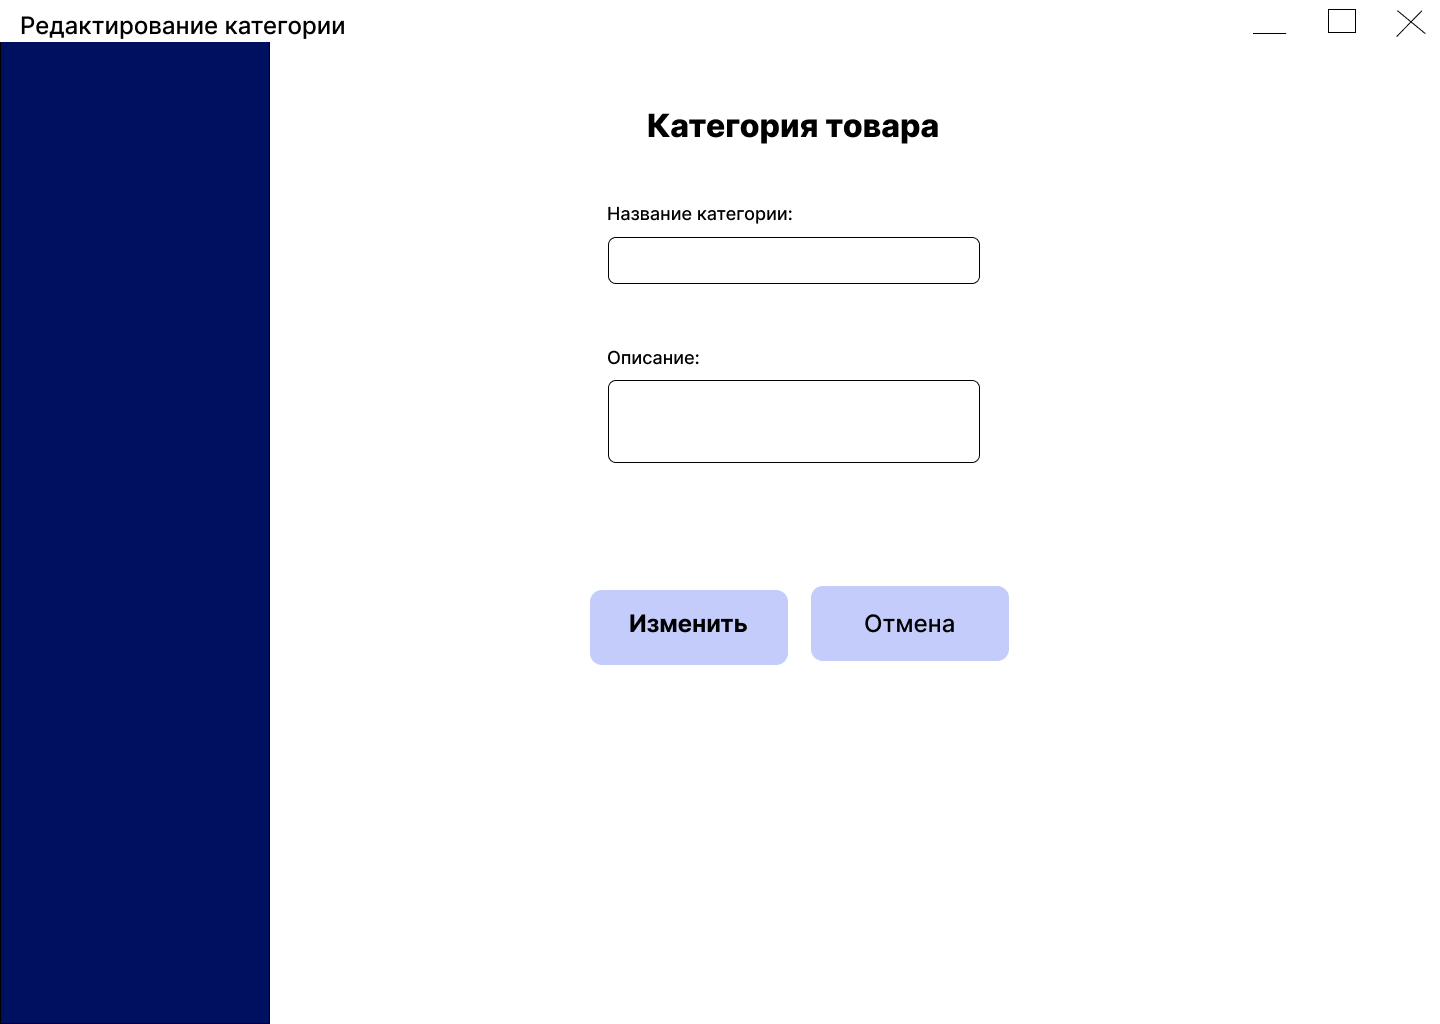 Редактирование категории
Категория товара
Название категории:
Описание:
Изменить
Отмена